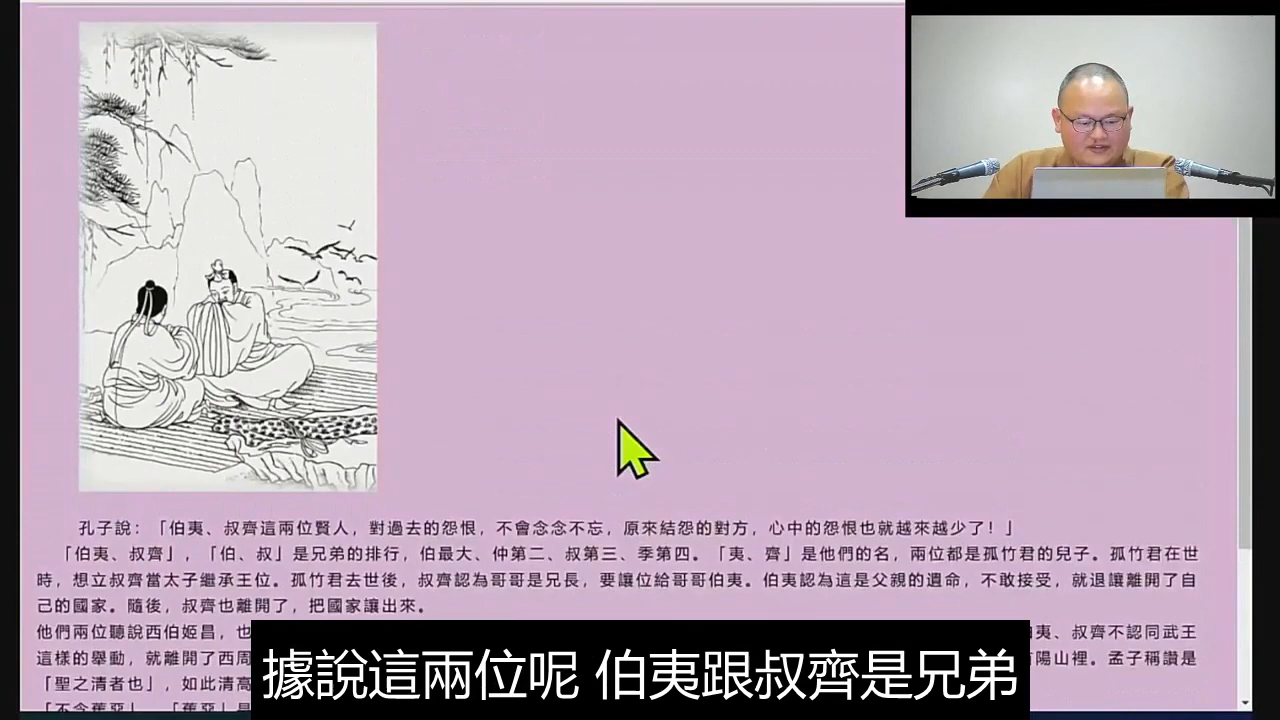 孔子說：「伯夷、叔齊這兩位賢人，對過去的怨恨，不會念念不忘，原來結怨的對方，心中的怨恨也就越來越少了！」
「伯夷、叔齊」，「伯、叔」是兄弟的排行，伯最大、仲第二、叔第三、季第四。「夷、齊」是他們的名，兩位都是孤竹君的兒子。孤竹君在世
時，想立叔齊當太子繼承王位。孤竹君去世後，叔齊認為哥哥是兄長，要讓位給哥哥伯夷。伯夷認為這是父親的遺命，不敢接受，就退讓離開了自
己的國家。隨後，叔齊也離開了，把國家讓出來。
他們兩位聽說西伯姬昌，也 夷、叔齊不認同武王
這樣的舉動，就離開了西周 陽山裡。孟子稱讚是
「聖之清者也」，如此清高
「不念舊惡」，「舊惡」是
據說這兩位呢 伯夷跟叔齊是兄弟